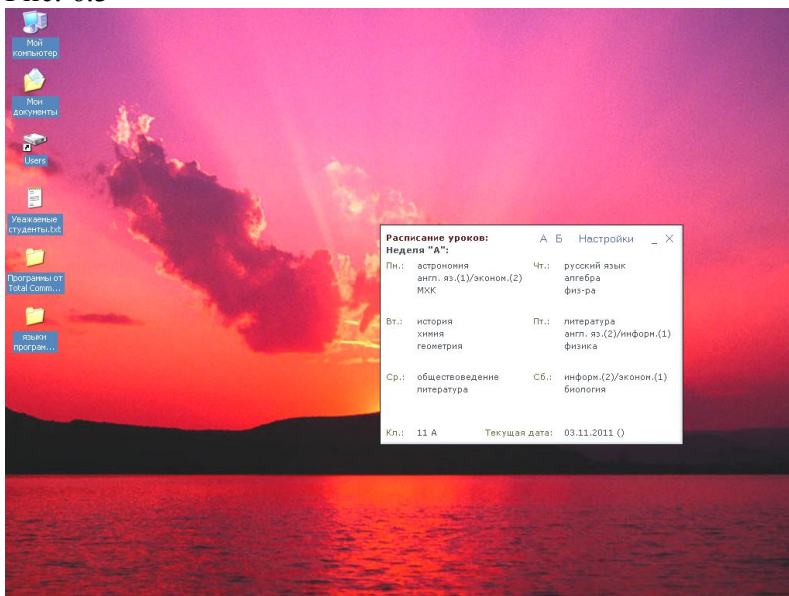 Мой
компьютер
Мои
документы
Users
Уважаемые
студенты.txt
Программы от
Total Comm...
языки
програм...
Расписание уроков: А Б Настройки _ X
Неделя "А":
Пн.: астрономия
англ. яз.(1)/эконом.(2)
МХК
Чт.: русский язык
алгебра
физ-ра
Вт.: история
химия
геометрия
Пт.: литература
англ. яз.(2)/информ.(1)
физика
Ср.: обществоведение
литература
Сб.: информ.(2)/эконом.(1)
биология
Кл.: 11 А Текущая дата: 03.11.2011 ()